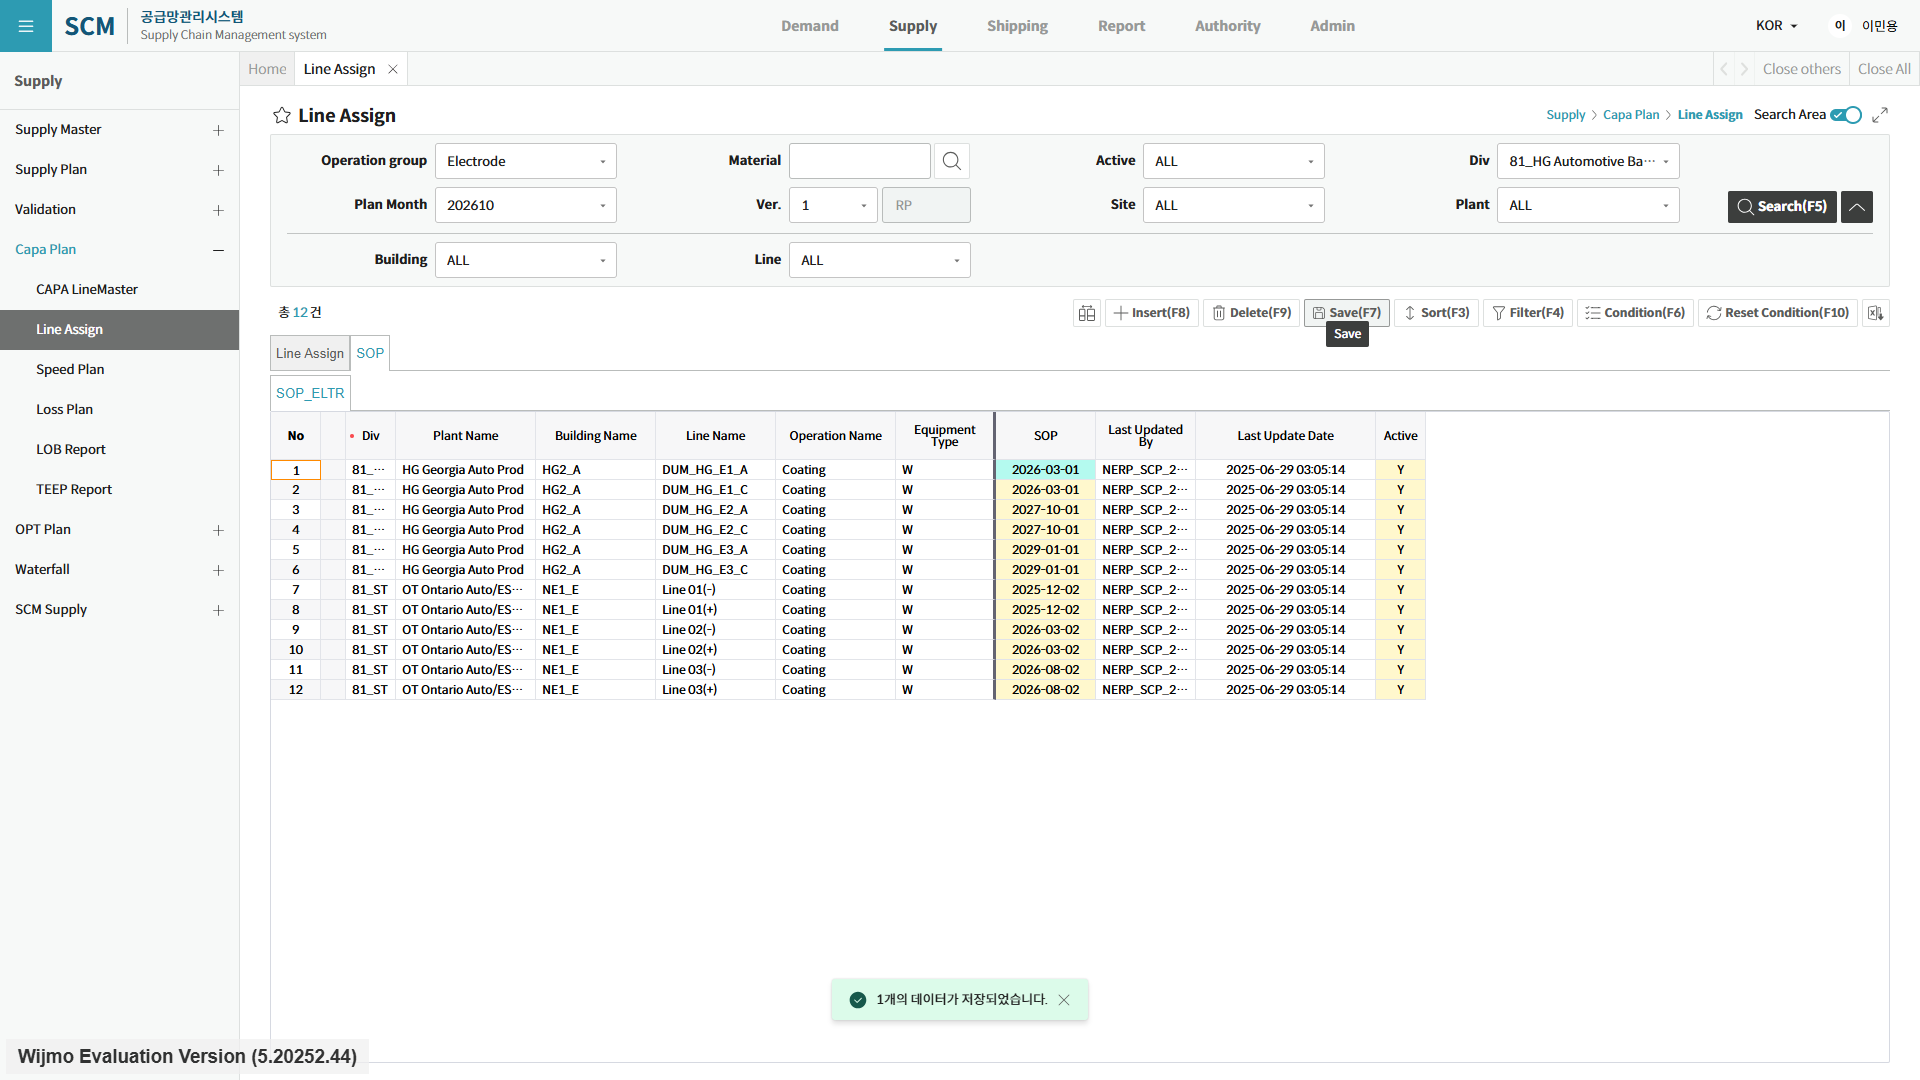 SCM 공급망관리시스템
Supply Chain Management system
Demand Supply Shipping Report Authority Admin
KOR 이 이민용
Supply
Home Line Assign
Close others Close All
Supply Master
Supply Plan
Validation
Capa Plan
CAPA LineMaster
Line Assign
Speed Plan
Loss Plan
LOB Report
TEEP Report
OPT Plan
Waterfall
SCM Supply
Line Assign
Supply > Capa Plan > Line Assign Search Area
Operation group Electrode Material Active ALL Div 81_HG Automotive Ba···
Plan Month 202610 Ver. 1 RP Site ALL Plant ALL Search(F5)
Building ALL Line ALL
총 12 건
Insert(F8) Delete(F9) Save(F7) Sort(F3) Filter(F4) Condition(F6) Reset Condition(F10)
Save
Line Assign SOP
SOP_ELTR
No Div Plant Name Building Name Line Name Operation Name Equipment Type SOP Last Updated By Last Update Date Active
1 81_··· HG Georgia Auto Prod HG2_A DUM_HG_E1_A Coating W 2026-03-01 NERP_SCP_2··· 2025-06-29 03:05:14 Y
2 81_··· HG Georgia Auto Prod HG2_A DUM_HG_E1_C Coating W 2026-03-01 NERP_SCP_2··· 2025-06-29 03:05:14 Y
3 81_··· HG Georgia Auto Prod HG2_A DUM_HG_E2_A Coating W 2027-10-01 NERP_SCP_2··· 2025-06-29 03:05:14 Y
4 81_··· HG Georgia Auto Prod HG2_A DUM_HG_E2_C Coating W 2027-10-01 NERP_SCP_2··· 2025-06-29 03:05:14 Y
5 81_··· HG Georgia Auto Prod HG2_A DUM_HG_E3_A Coating W 2029-01-01 NERP_SCP_2··· 2025-06-29 03:05:14 Y
6 81_··· HG Georgia Auto Prod HG2_A DUM_HG_E3_C Coating W 2029-01-01 NERP_SCP_2··· 2025-06-29 03:05:14 Y
7 81_ST OT Ontario Auto/ES··· NE1_E Line 01(-) Coating W 2025-12-02 NERP_SCP_2··· 2025-06-29 03:05:14 Y
8 81_ST OT Ontario Auto/ES··· NE1_E Line 01(+) Coating W 2025-12-02 NERP_SCP_2··· 2025-06-29 03:05:14 Y
9 81_ST OT Ontario Auto/ES··· NE1_E Line 02(-) Coating W 2026-03-02 NERP_SCP_2··· 2025-06-29 03:05:14 Y
10 81_ST OT Ontario Auto/ES··· NE1_E Line 02(+) Coating W 2026-03-02 NERP_SCP_2··· 2025-06-29 03:05:14 Y
11 81_ST OT Ontario Auto/ES··· NE1_E Line 03(-) Coating W 2026-08-02 NERP_SCP_2··· 2025-06-29 03:05:14 Y
12 81_ST OT Ontario Auto/ES··· NE1_E Line 03(+) Coating W 2026-08-02 NERP_SCP_2··· 2025-06-29 03:05:14 Y
1개의 데이터가 저장되었습니다.
Wijmo Evaluation Version (5.20252.44)